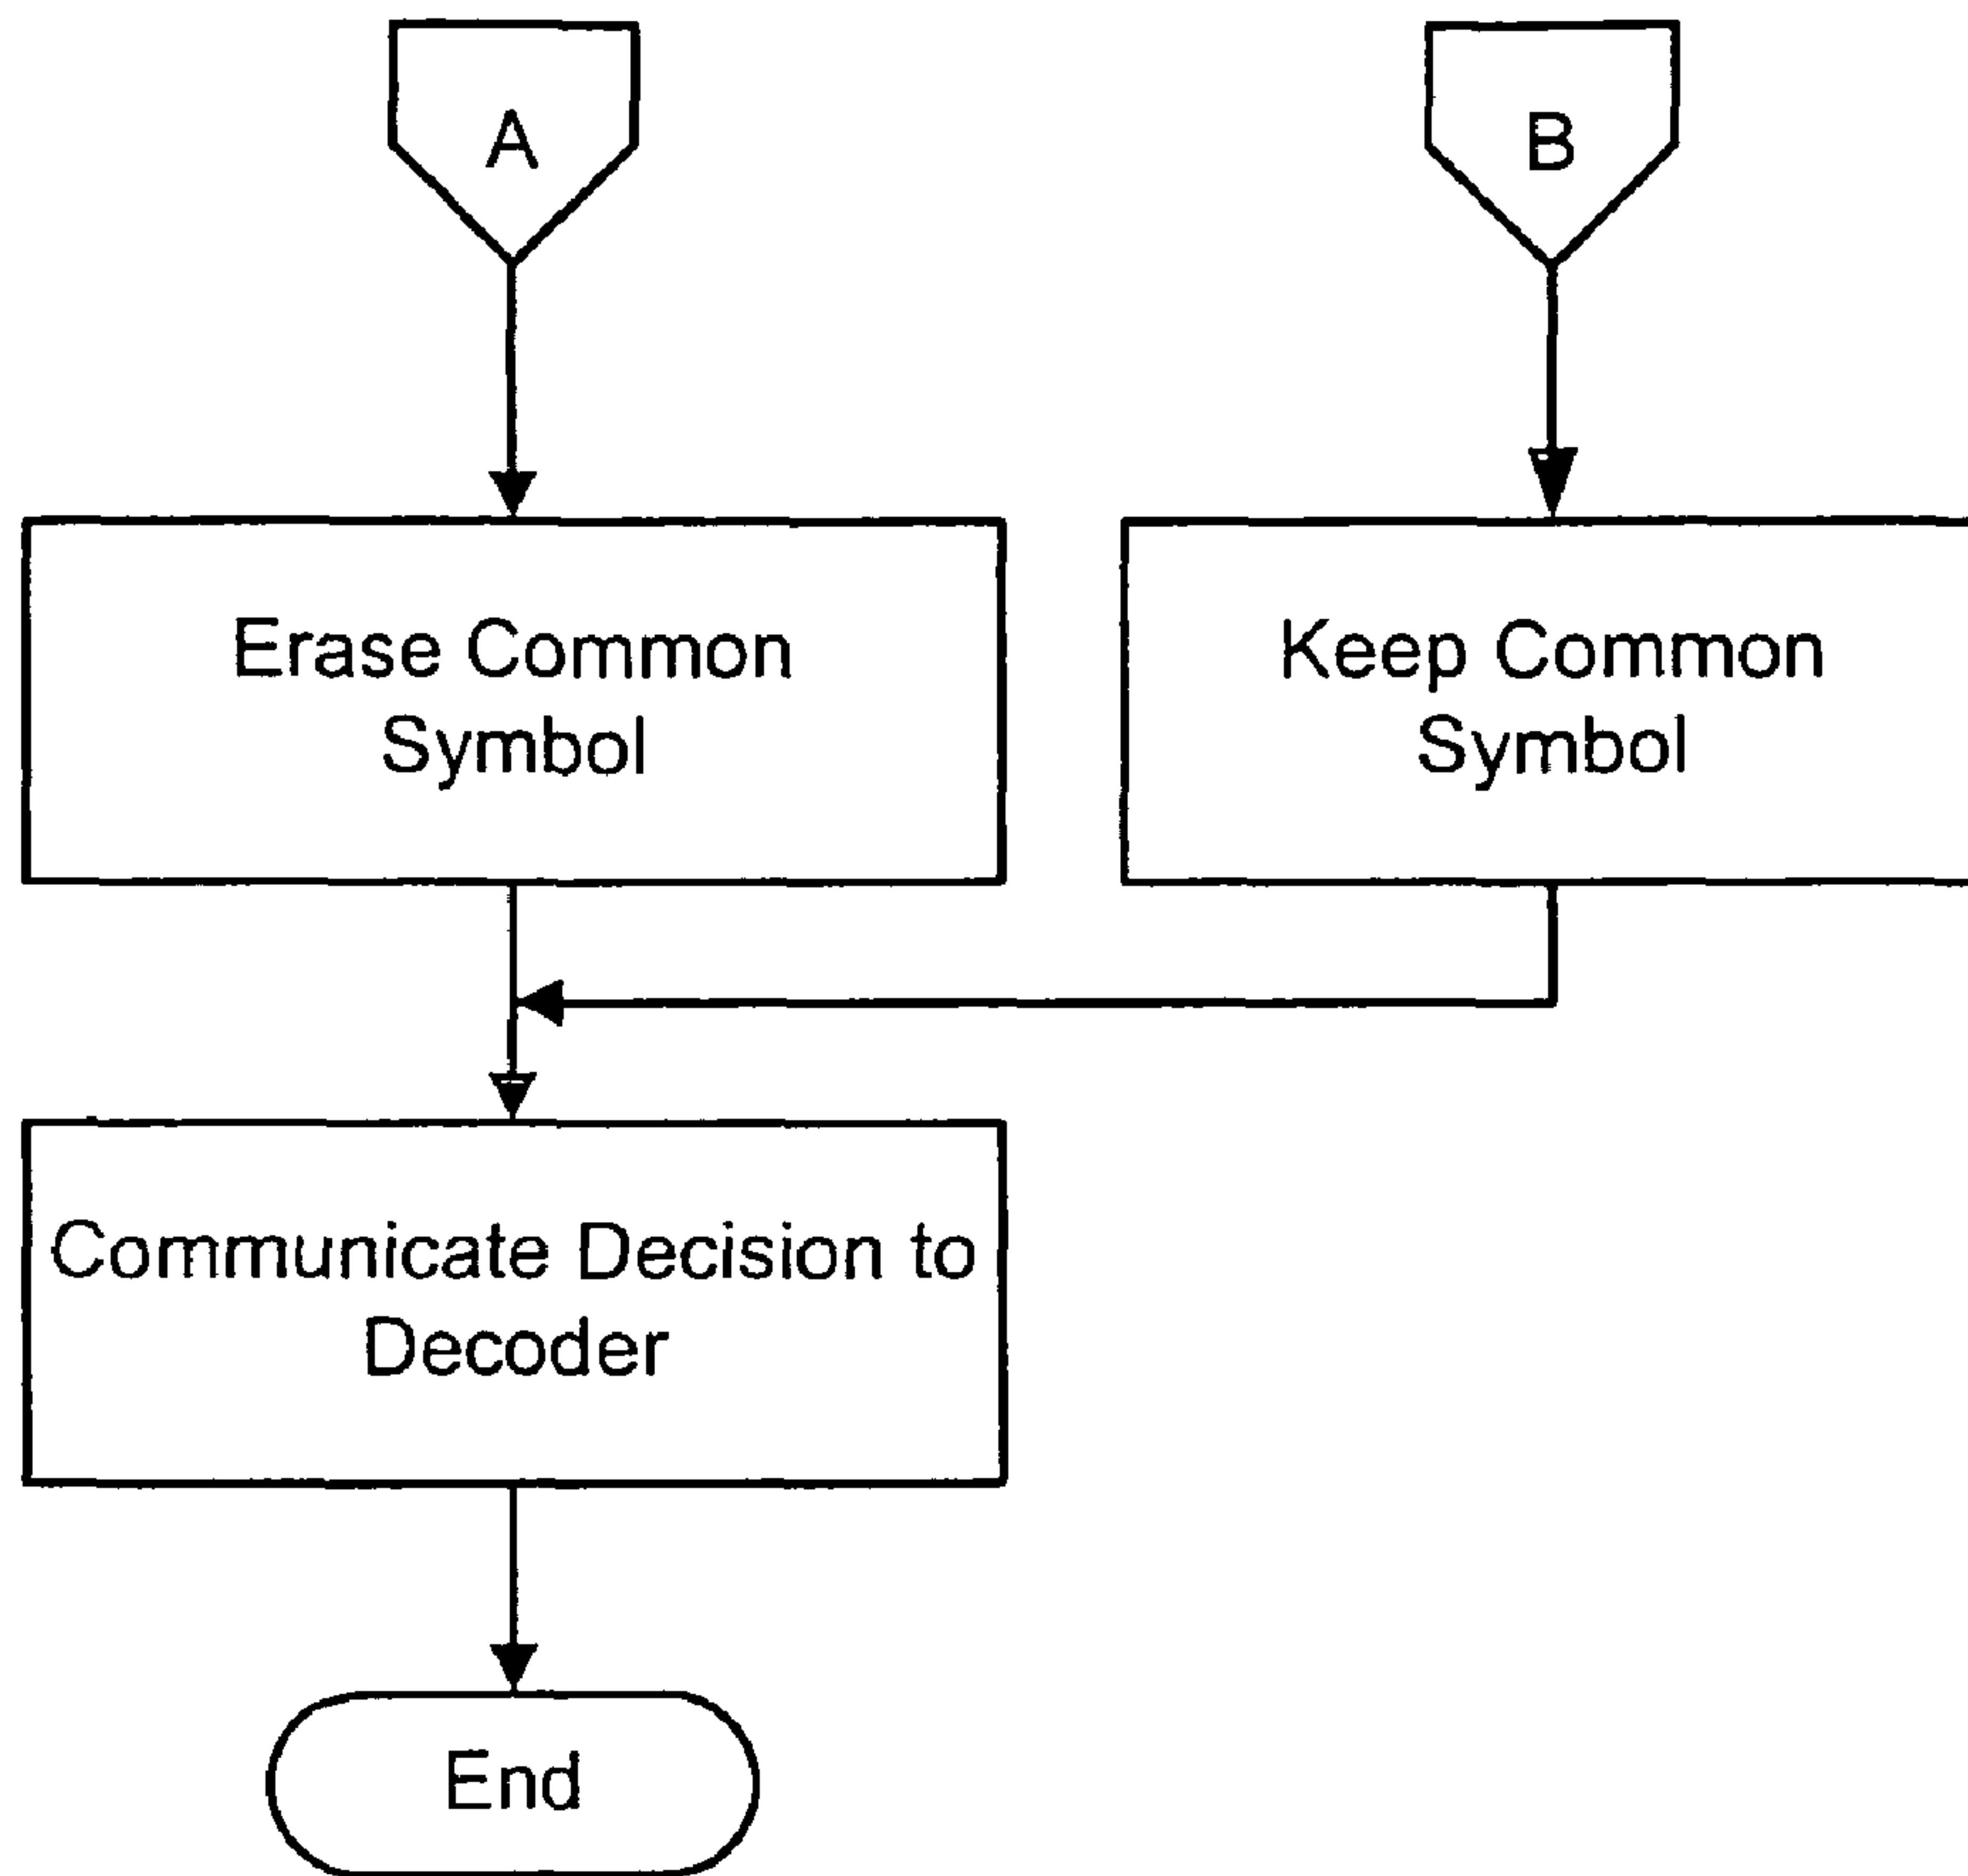 A
B
Erase Common
Symbol
Keep Common
Symbol
Communicate Decision to
Decoder
End